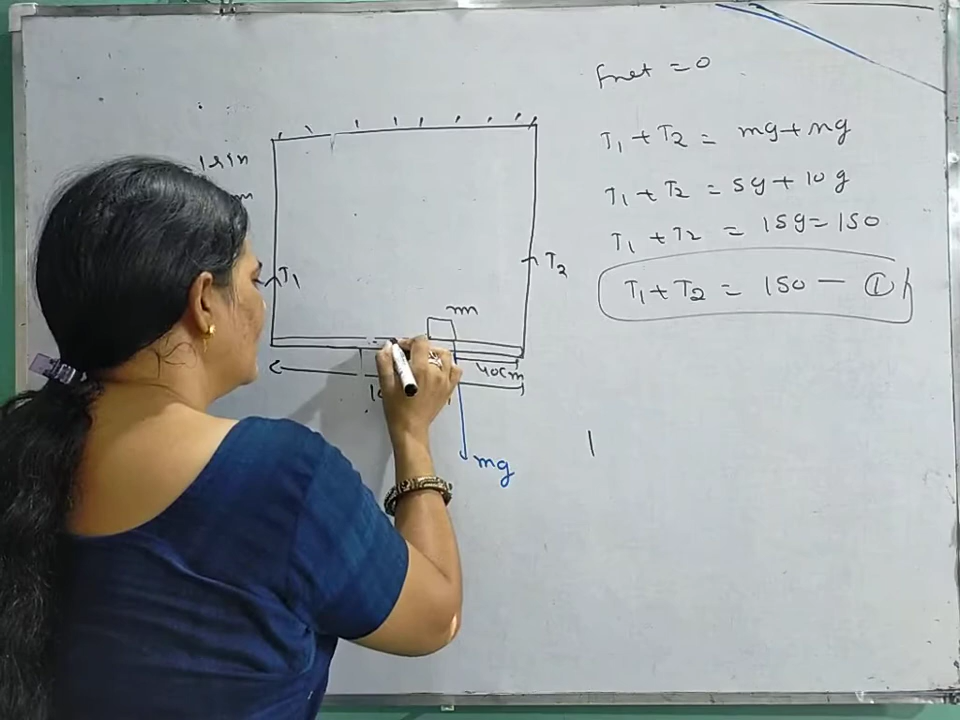 Fnet = 0
T1 + T2 = mg + mg
T1 + T2 = 5g + 10g
T1 + T2 = 15g = 150
T1 + T2 = 150 — ①
T1
T2
m
40cm
mg